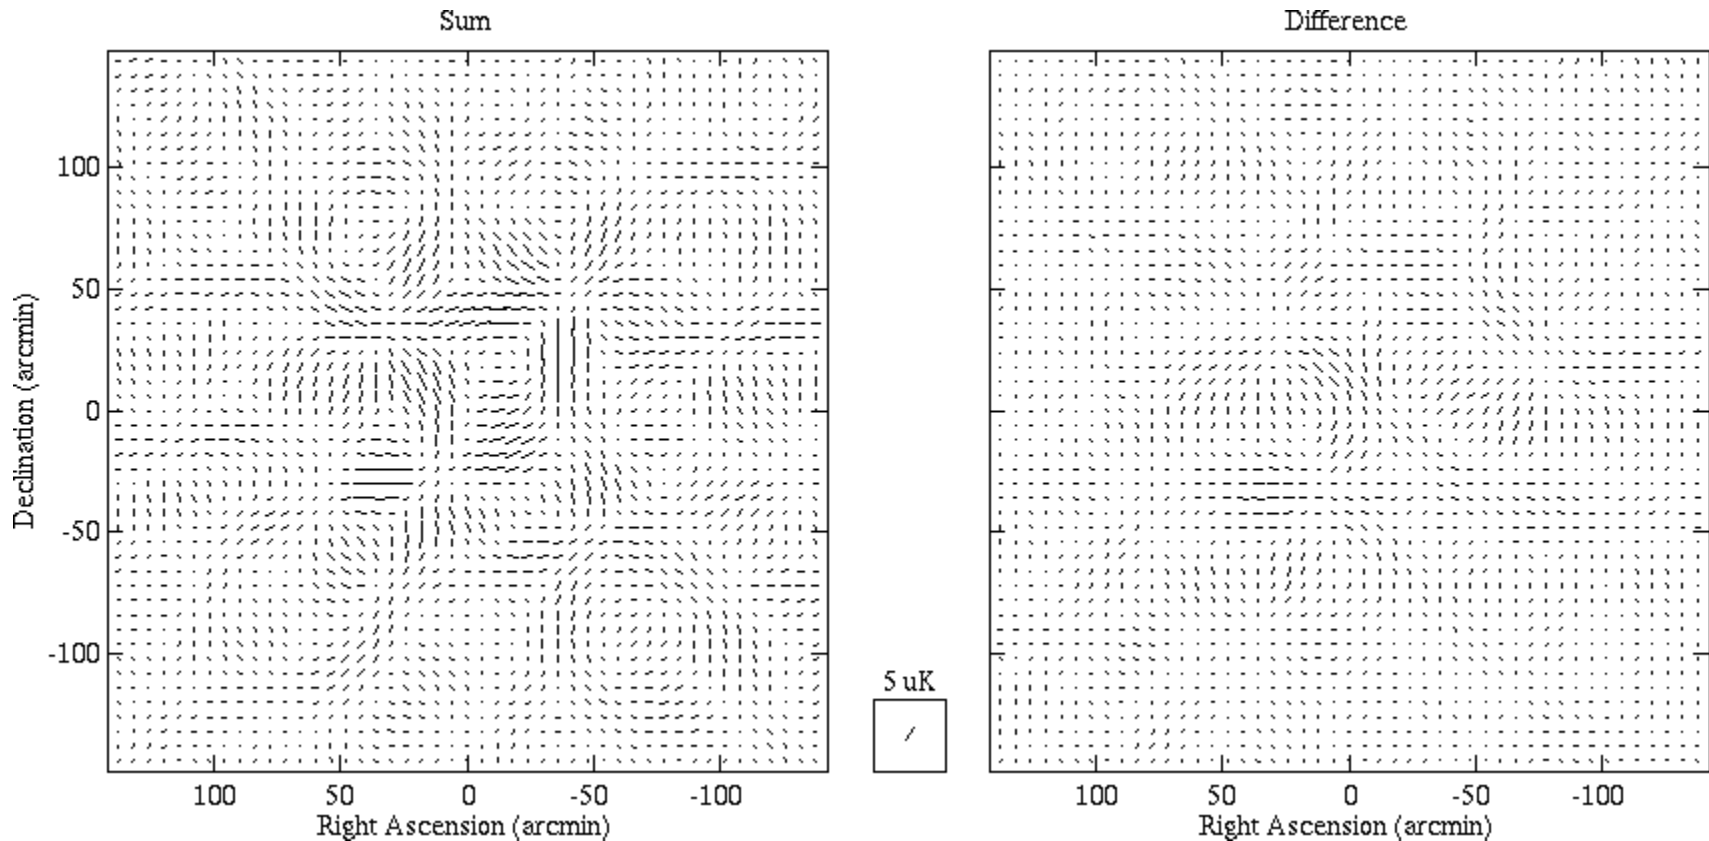 Sum
Difference
100
50
0
-50
-100
Declination (arcmin)
5 uK
100 50 0 -50 -100
100 50 0 -50 -100
Right Ascension (arcmin)
Right Ascension (arcmin)